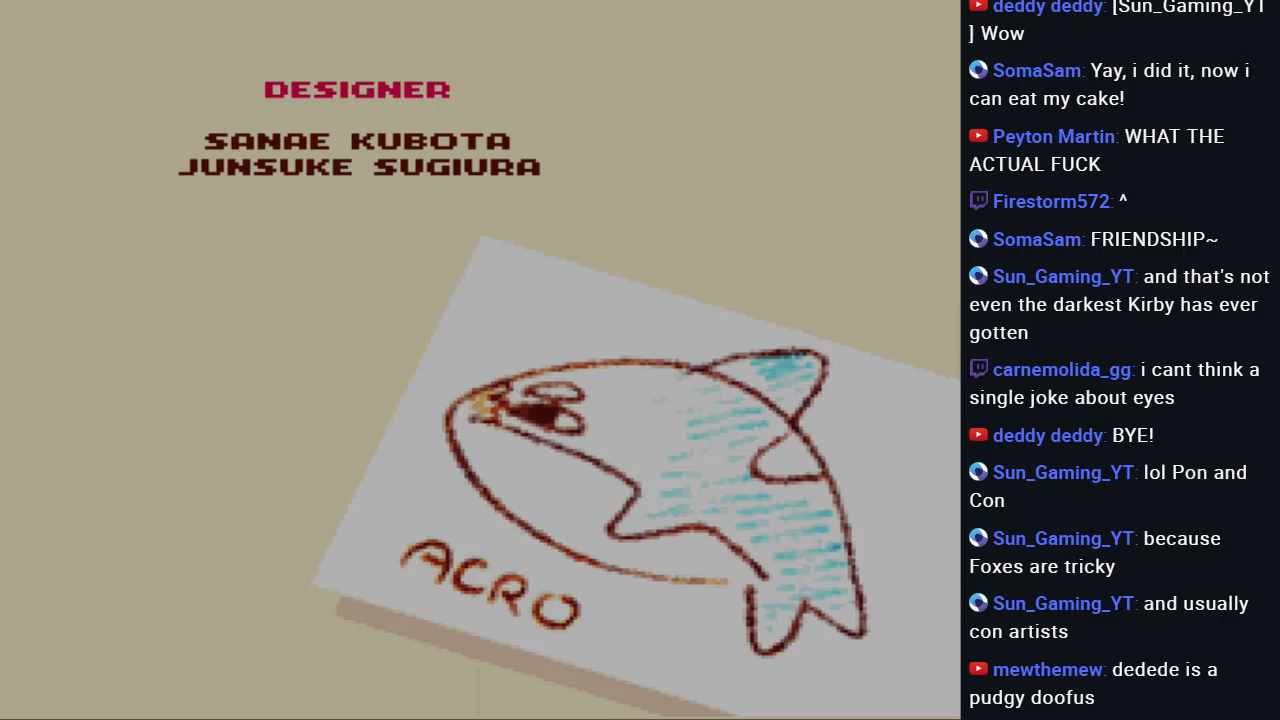 DESIGNER
SANAE KUBOTA
JUNSUKE SUGIURA
ACRO
deddy deddy: [Sun_Gaming_YT
] Wow
SomaSam: Yay, i did it, now i
can eat my cake!
Peyton Martin: WHAT THE
ACTUAL FUCK
Firestorm572: ^
SomaSam: FRIENDSHIP~
Sun_Gaming_YT: and that's not
even the darkest Kirby has ever
gotten
carnemolida_gg: i cant think a
single joke about eyes
deddy deddy: BYE!
Sun_Gaming_YT: lol Pon and
Con
Sun_Gaming_YT: because
Foxes are tricky
Sun_Gaming_YT: and usually
con artists
mewthemew: dedede is a
pudgy doofus